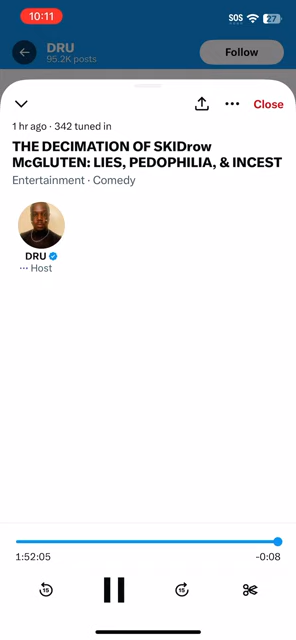 10:11
SOS
27
DRU
95.2K posts
Follow
Close
1 hr ago · 342 tuned in
THE DECIMATION OF SKIDrow
McGLUTEN: LIES, PEDOPHILIA, & INCEST
Entertainment · Comedy
DRU
··· Host
1:52:05
-0:08
15
15